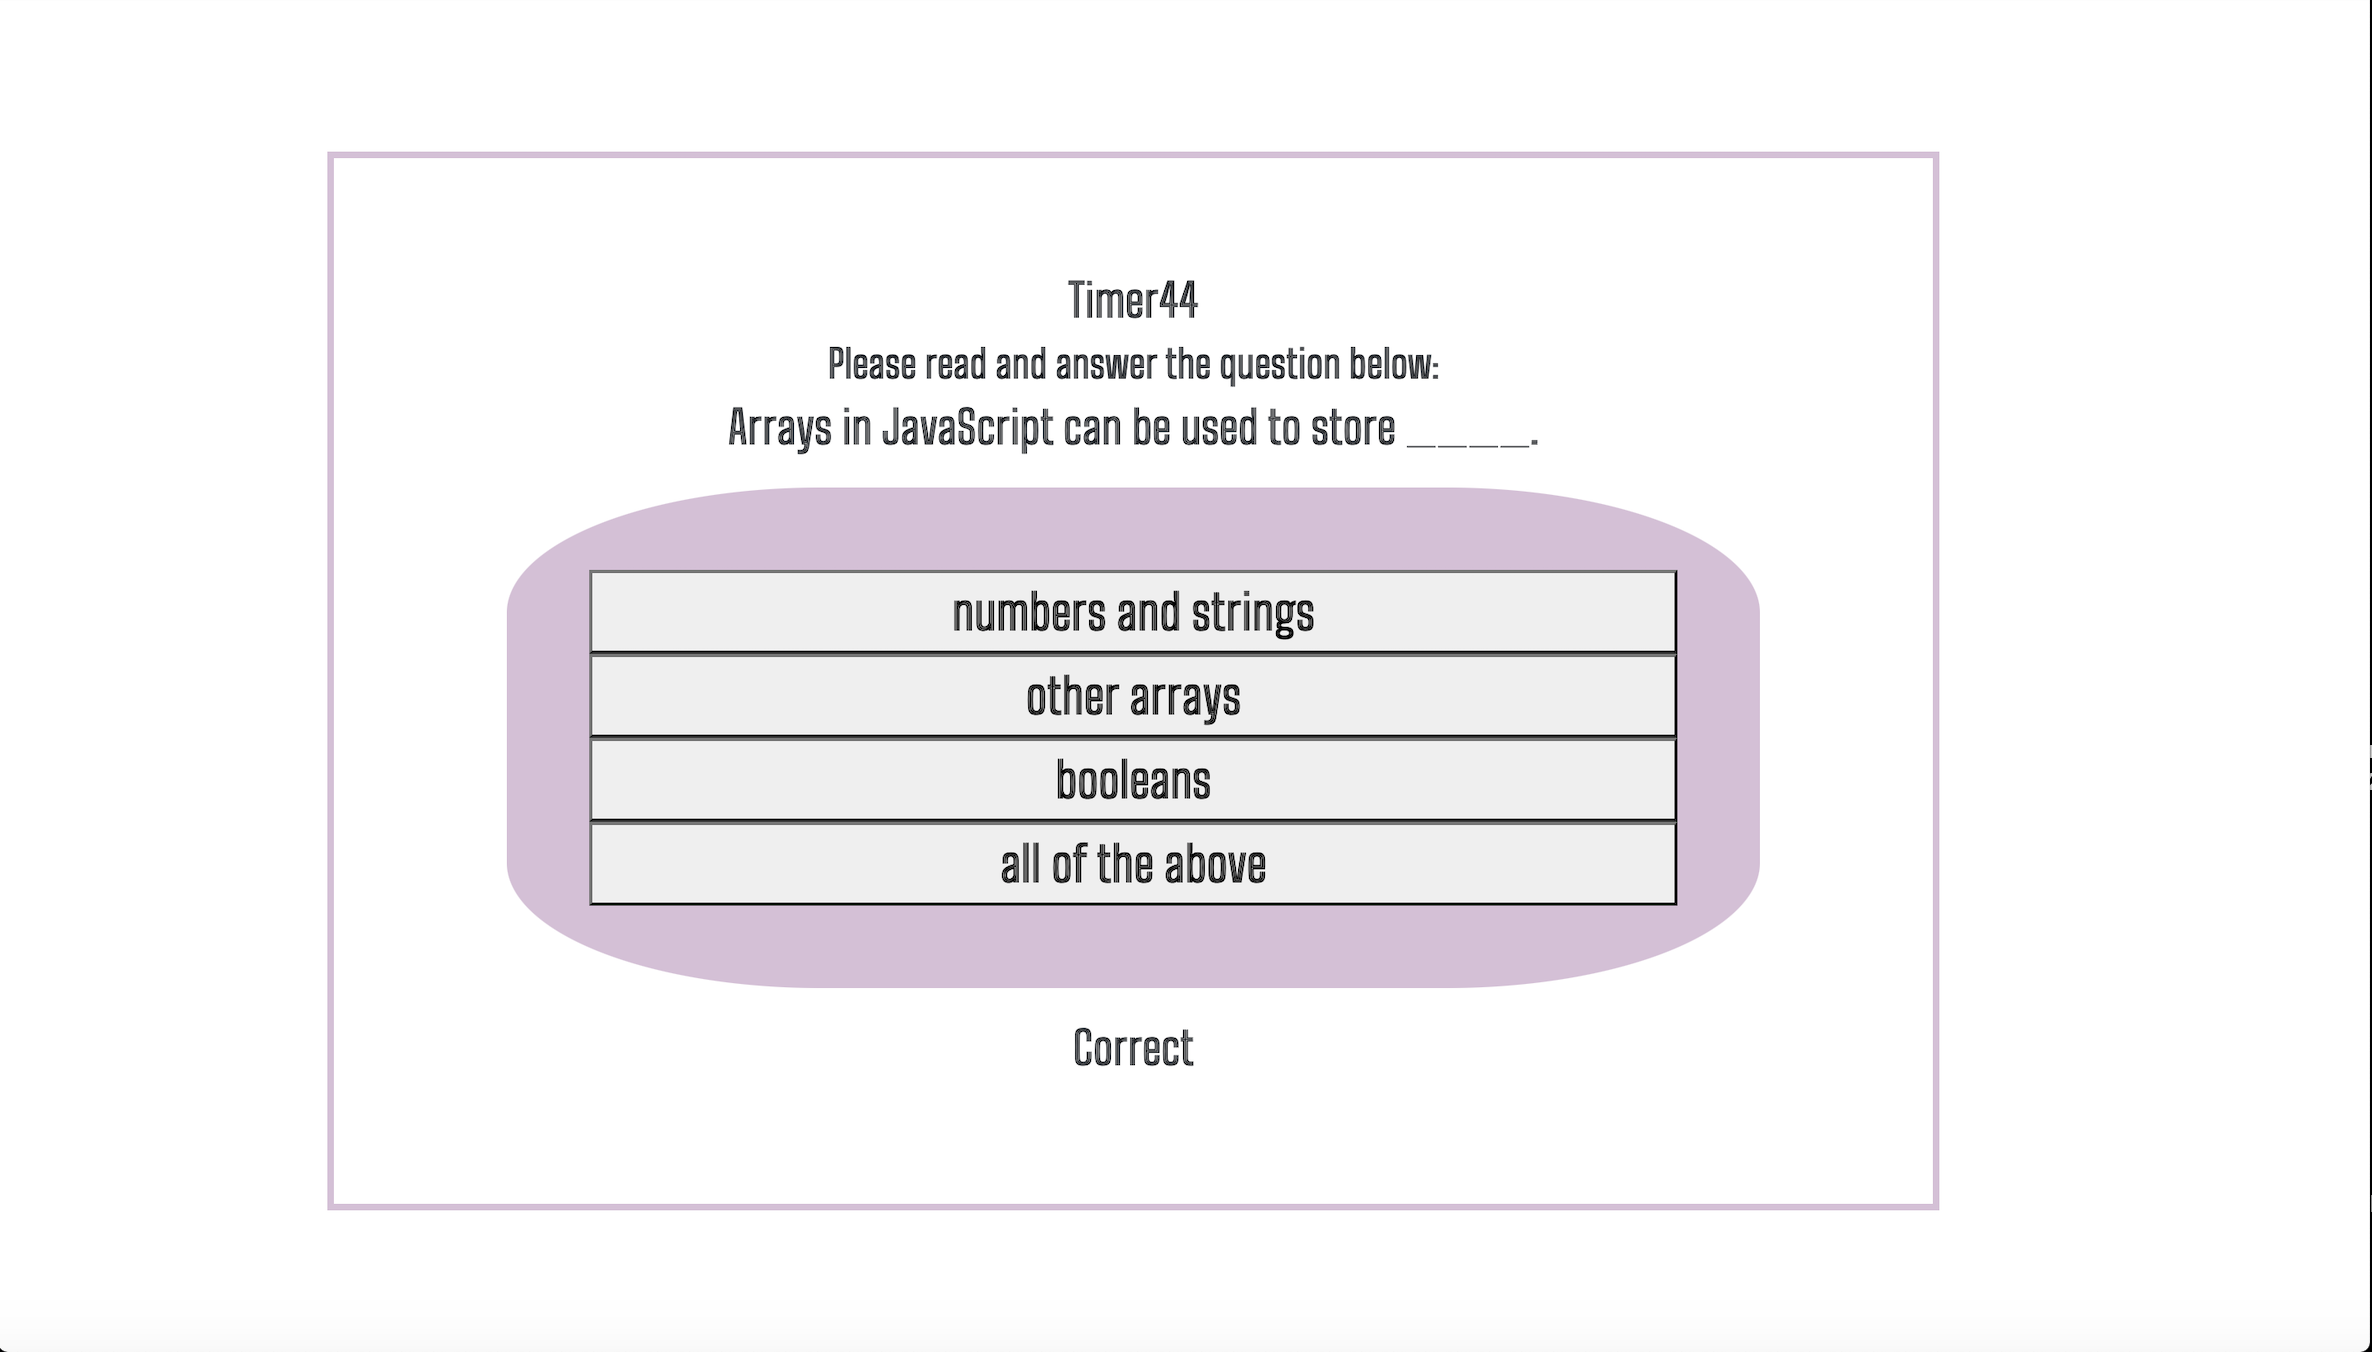 Timer44
Please read and answer the question below:
Arrays in JavaScript can be used to store ____.
numbers and strings
other arrays
booleans
all of the above
Correct